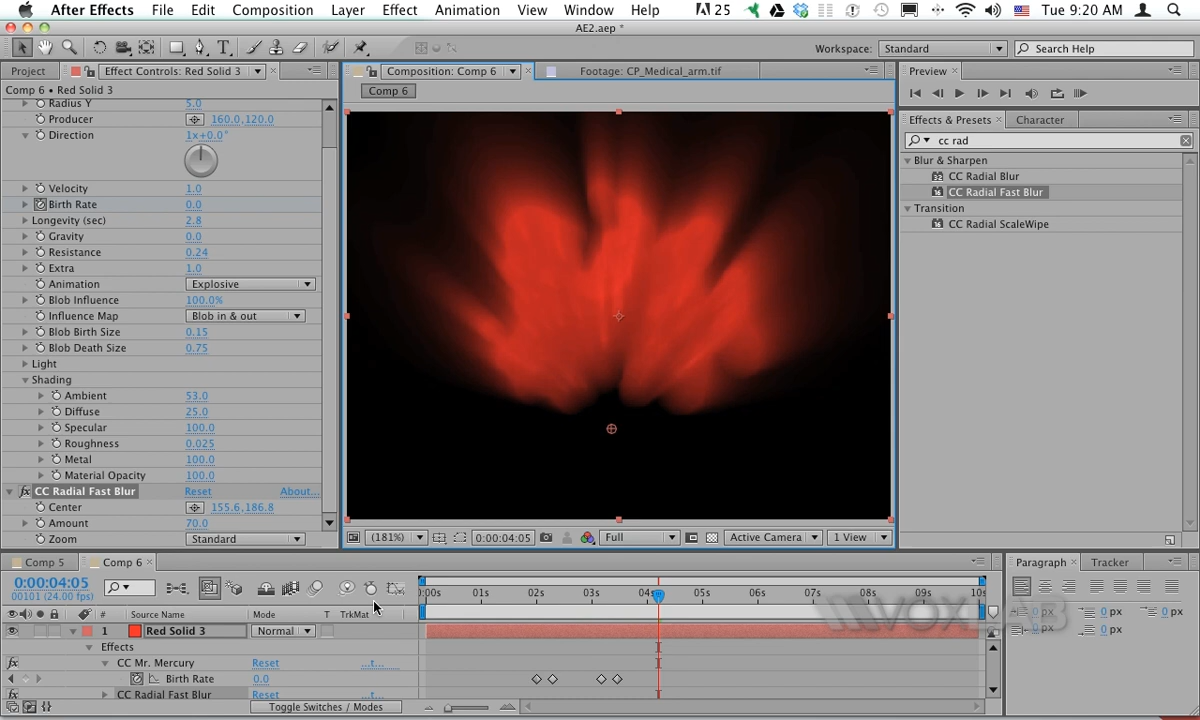 After Effects File Edit Composition Layer Effect Animation View Window Help 25 Tue 9:20 AM
AE2.aep *
Workspace: Standard Search Help
Project Effect Controls: Red Solid 3
Comp 6 • Red Solid 3
Radius Y 5.0
Producer 160.0,120.0
Direction 1x+0.0°
Velocity 1.0
Birth Rate 0.0
Longevity (sec) 2.8
Gravity 0.0
Resistance 0.24
Extra 1.0
Animation Explosive
Blob Influence 100.0%
Influence Map Blob in & out
Blob Birth Size 0.15
Blob Death Size 0.75
Light
Shading
Ambient 53.0
Diffuse 25.0
Specular 100.0
Roughness 0.025
Metal 100.0
Material Opacity 100.0
fx CC Radial Fast Blur Reset About...
Center 155.6,186.8
Amount 70.0
Zoom Standard
Composition: Comp 6 Footage: CP_Medical_arm.tif
Comp 6
(181%) 0:00:04:05 Full Active Camera 1 View
Preview
Effects & Presets Character
cc rad
Blur & Sharpen
CC Radial Blur
CC Radial Fast Blur
Transition
CC Radial ScaleWipe
Comp 5 Comp 6
0:00:04:05
00101 (24.00 fps)
# Source Name Mode T TrkMat
1 Red Solid 3 Normal
Effects
fx CC Mr. Mercury Reset ...t...
Birth Rate 0.0
fx CC Radial Fast Blur Reset ...t...
Toggle Switches / Modes
0:00s 01s 02s 03s 04s 05s 06s 07s 08s 09s 10s
VOXLAB
Paragraph Tracker
0 px 0 px 0 px
0 px 0 px